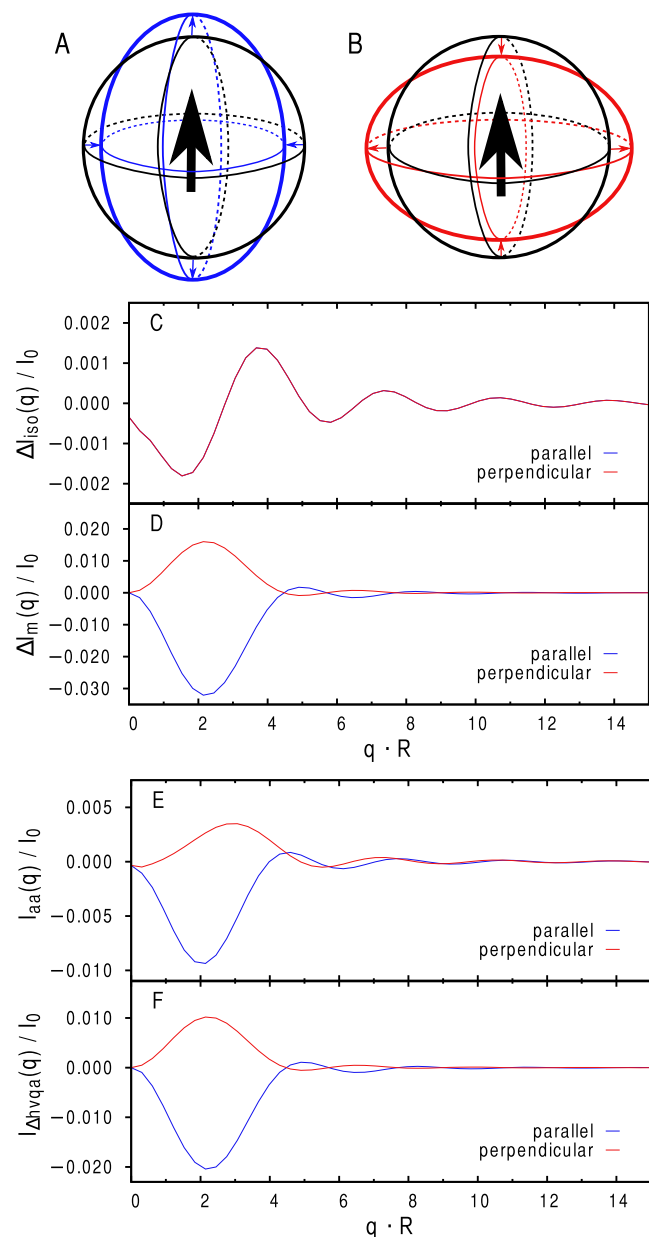 A B
C
0.002
0.001
0.000
−0.001
−0.002
ΔI_iso(q) / I_0
parallel
perpendicular
D
0.020
0.010
0.000
−0.010
−0.020
−0.030
ΔI_m(q) / I_0
parallel
perpendicular
0 2 4 6 8 10 12 14
q · R
E
0.005
0.000
−0.005
−0.010
I_aa(q) / I_0
parallel
perpendicular
F
0.010
0.000
−0.010
−0.020
I_Δhvqa(q) / I_0
parallel
perpendicular
0 2 4 6 8 10 12 14
q · R